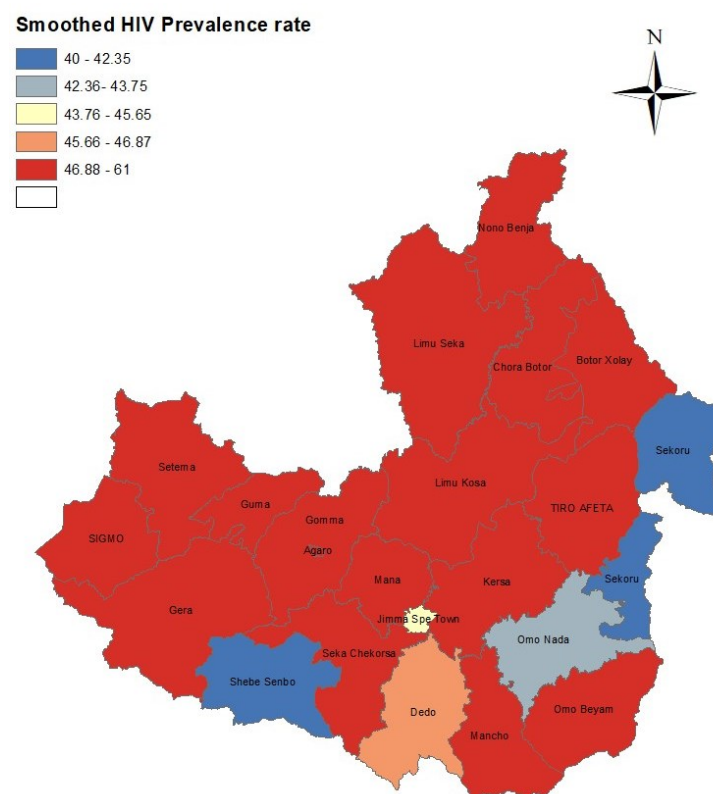 Smoothed HIV Prevalence rate
40 - 42.35
42.36- 43.75
43.76 - 45.65
45.66 - 46.87
46.88 - 61
N
Nono Benja
Limu Seka
Chora Botor
Botor Xolay
Sekoru
Setema
Limu Kosa
Guma
TIRO AFETA
Gomma
SIGMO
Agaro
Mana
Kersa
Sekoru
Gera
Jimma Spe Town
Omo Nada
Seka Chekorsa
Shebe Senbo
Omo Beyam
Dedo
Mancho